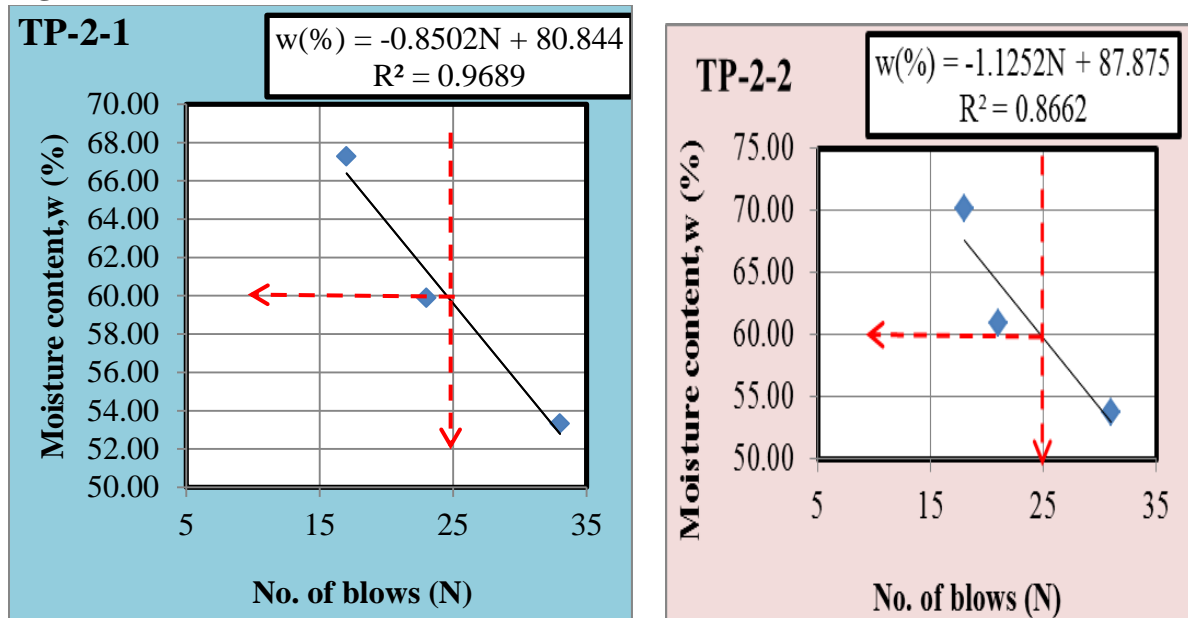 TP-2-1
w(%) = -0.8502N + 80.844
R² = 0.9689
Moisture content,w (%)
70.00
68.00
66.00
64.00
62.00
60.00
58.00
56.00
54.00
52.00
50.00
5 15 25 35
No. of blows (N)
TP-2-2
w(%) = -1.1252N + 87.875
R² = 0.8662
Moisture content,w (%)
75.00
70.00
65.00
60.00
55.00
50.00
5 15 25 35
No. of blows (N)